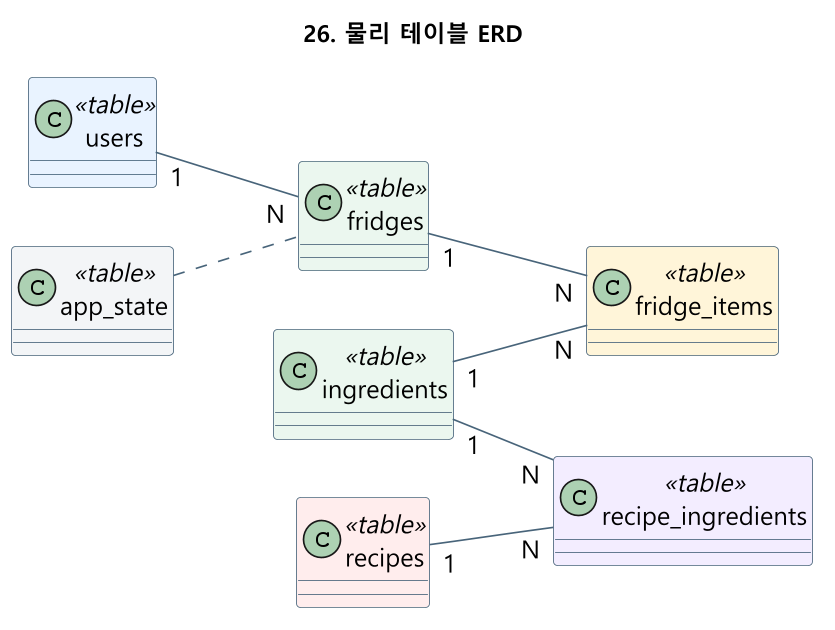 26. 물리 테이블 ERD
«table»
C
users
1
N
«table»
C
fridges
1
N
«table»
C
app_state
«table»
C
fridge_items
N
«table»
C
ingredients
1
1
N
«table»
C
recipe_ingredients
N
«table»
C
recipes
1